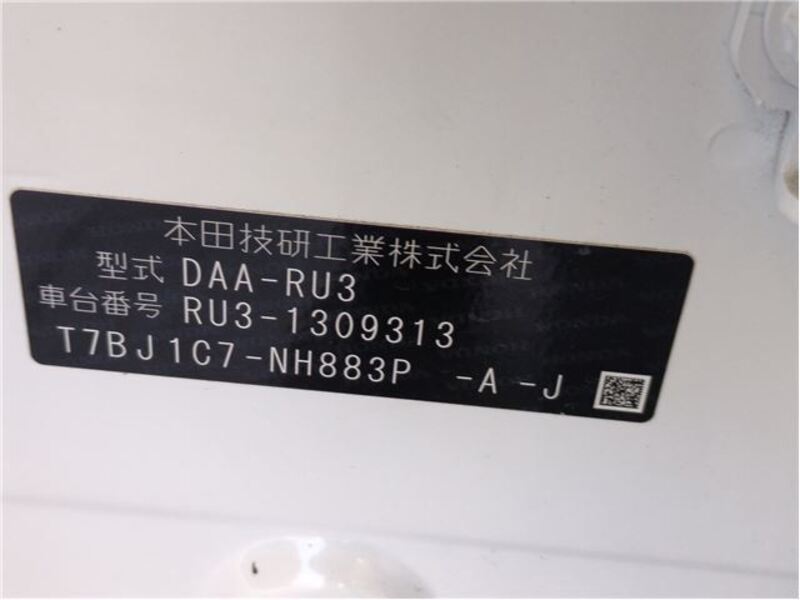 本田技研工業株式会社
型式 DAA-RU3
車台番号 RU3-1309313
T7BJ1C7-NH883P -A -J